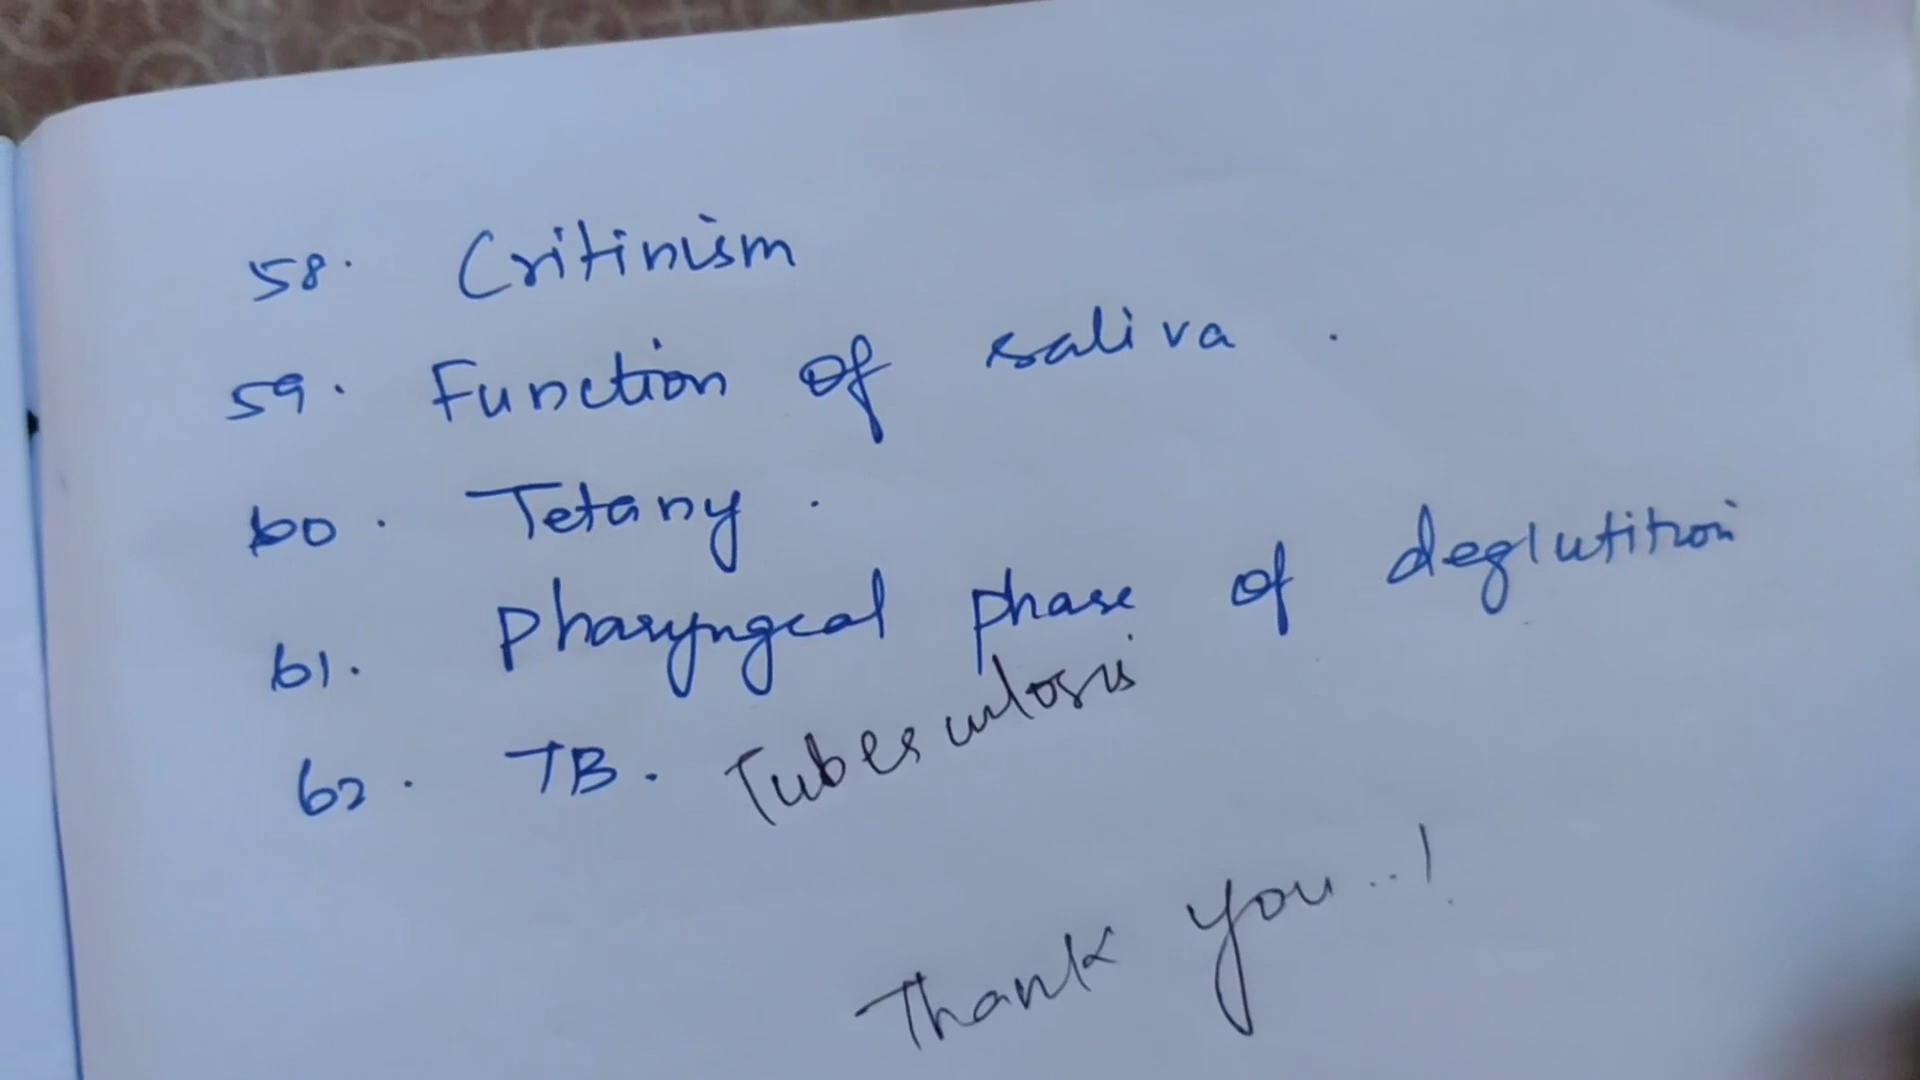 58. Critinism
59. Function of saliva.
60. Tetany.
61. Pharyngeal phase of deglutition
62. TB. Tuberculosis
Thank you..!